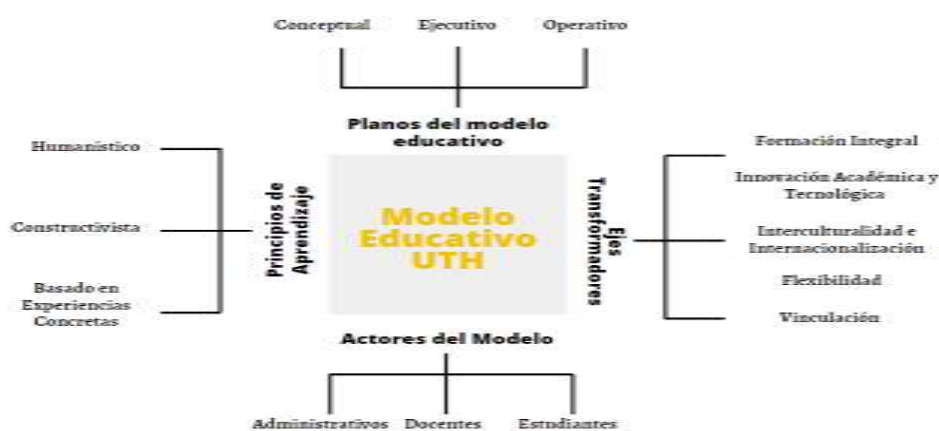 Conceptual Ejecutivo Operativo
Planos del modelo
educativo
Humanístico
Constructivista
Basado en
Experiencias
Concretas
Principios de
Aprendizaje
Modelo
Educativo
UTH
Ejes
Transformadores
Formación Integral
Innovación Académica y
Tecnológica
Interculturalidad e
Internacionalización
Flexibilidad
Vinculación
Actores del Modelo
Administrativos Docentes Estudiantes